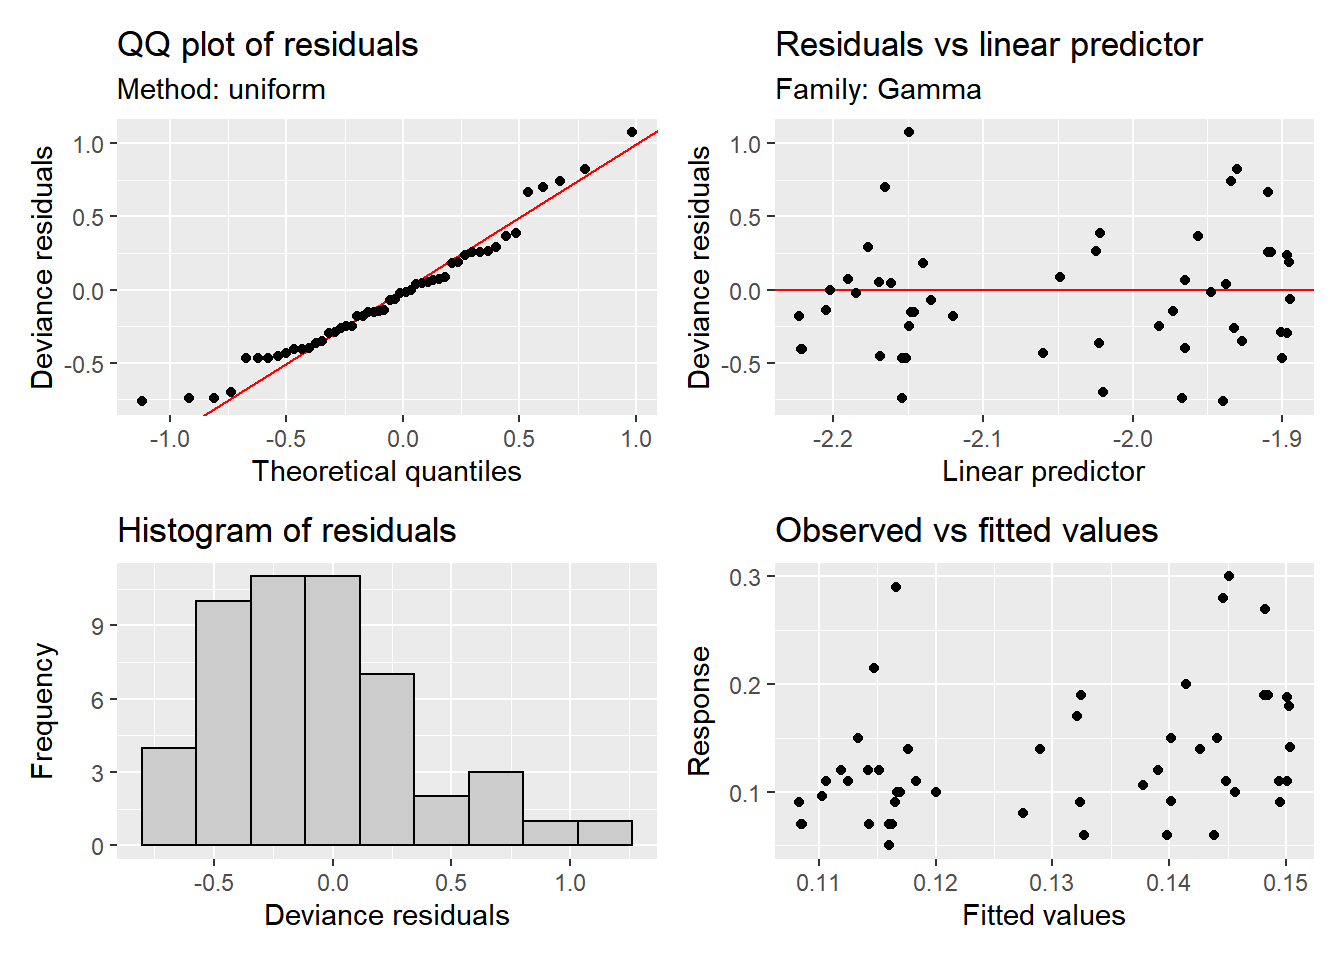 QQ plot of residuals
Method: uniform
Deviance residuals
1.0
0.5
0.0
-0.5
-1.0
-0.5
0.0
0.5
1.0
Theoretical quantiles
Residuals vs linear predictor
Family: Gamma
Deviance residuals
1.0
0.5
0.0
-0.5
-2.2
-2.1
-2.0
-1.9
Linear predictor
Histogram of residuals
Frequency
9
6
3
0
-0.5
0.0
0.5
1.0
Deviance residuals
Observed vs fitted values
Response
0.3
0.2
0.1
0.11
0.12
0.13
0.14
0.15
Fitted values